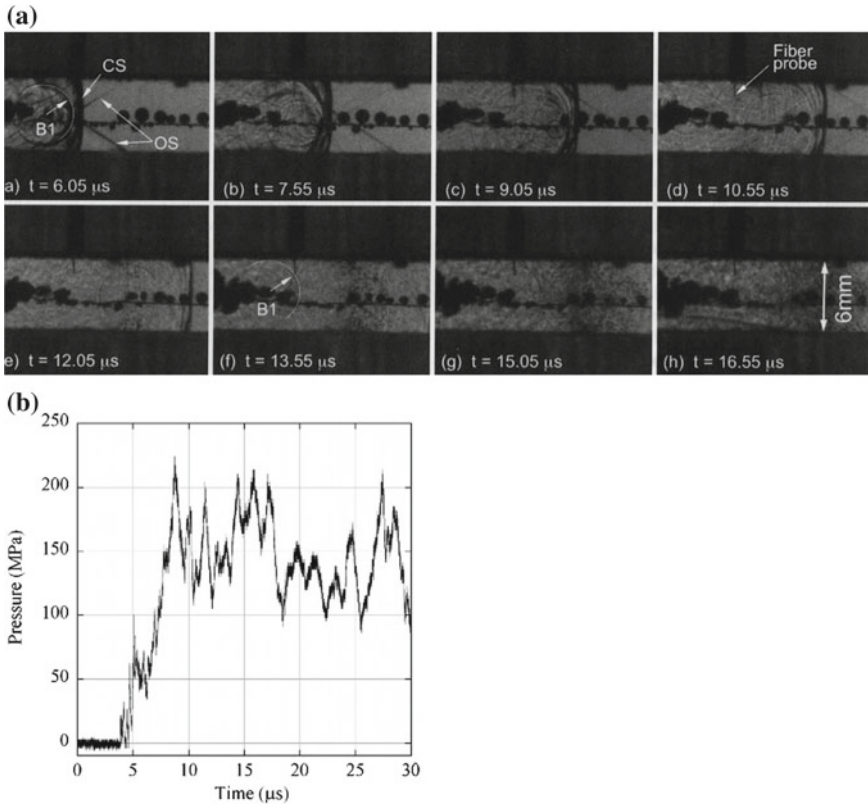 (a)
CS
B1
OS
Fiber
probe
a) t = 6.05 μs
(b) t = 7.55 μs
(c) t = 9.05 μs
(d) t = 10.55 μs
B1
6mm
e) t = 12.05 μs
(f) t = 13.55 μs
(g) t = 15.05 μs
(h) t = 16.55 μs
(b)
250
200
150
100
50
0
Pressure (MPa)
0 5 10 15 20 25 30
Time (μs)